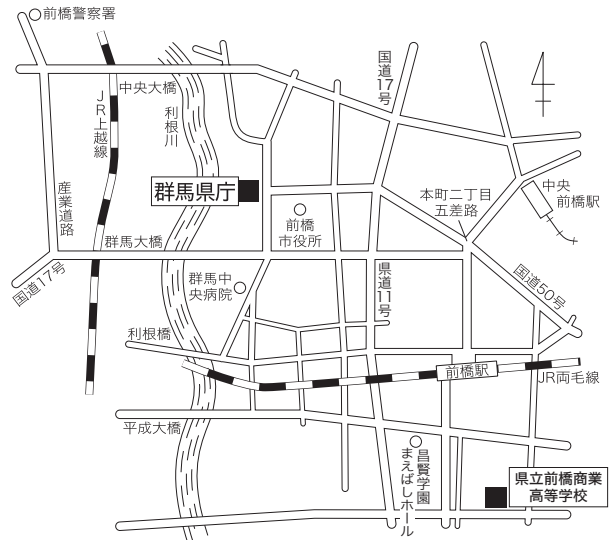 前橋警察署
中央大橋
JR上越線
利根川
国道17号
産業道路
群馬県庁
本町二丁目
五差路
中央
前橋駅
前橋
市役所
群馬大橋
国道17号
群馬中
央病院
県道11号
国道50号
利根橋
前橋駅
JR両毛線
平成大橋
昌賢学園
まえばしホール
県立前橋商業
高等学校